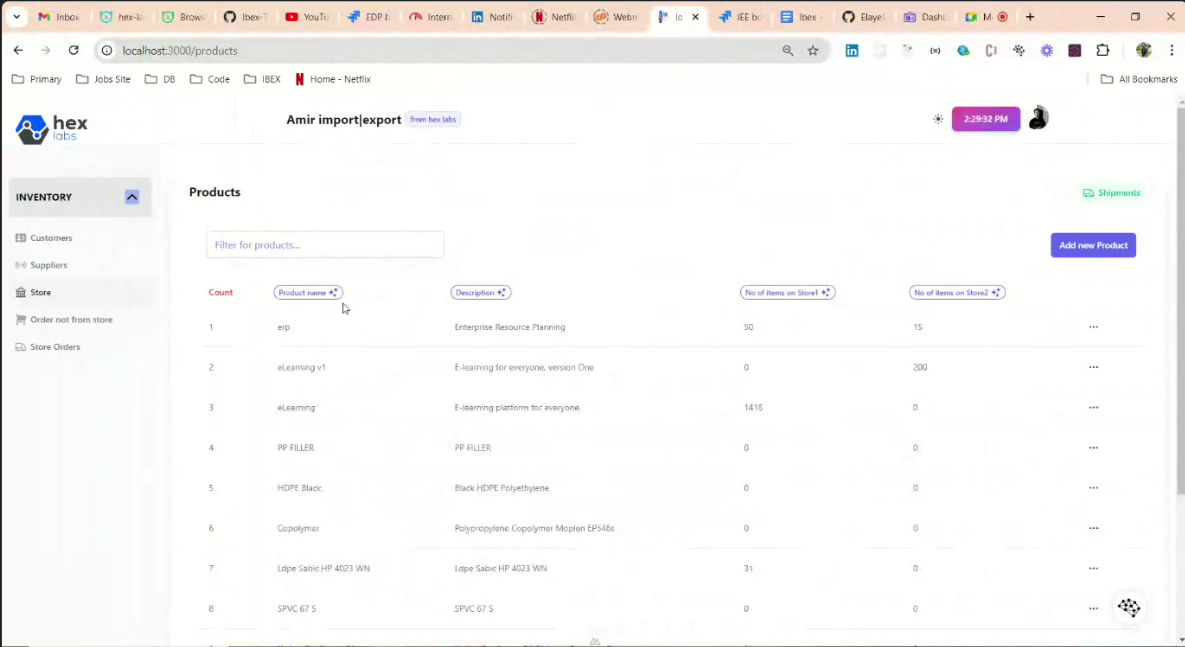 Inbox hex-la Brows Ibex-T YouTu EDP b Intern Notifi Netfli Webn lo IEE bo Ibex - Elayel Dashl M
localhost:3000/products
Primary Jobs Site DB Code IBEX Home - Netflix All Bookmarks
hex
labs
Amir import|export from hex labs 2:29:32 PM
INVENTORY
Customers
Suppliers
Store
Order not from store
Store Orders
Products Shipments
Filter for products... Add new Product
Count Product name Description No of items on Store1 No of items on Store2
1 erp Enterprise Resource Planning 50 15 ...
2 eLearning v1 E-learning for everyone, version One 0 200 ...
3 eLearning E-learning platform for everyone, 1418 0 ...
4 PP FILLER PP FILLER 0 0 ...
5 HDPE Black Black HDPE Polyethylene 0 0 ...
6 Copolymer Polypropylene Copolymer Moplen EP548s 0 0 ...
7 Ldpe Sabic HP 4023 WN Ldpe Sabic HP 4023 WN 31 0 ...
8 SPVC 67 S SPVC 67 S 0 0 ...